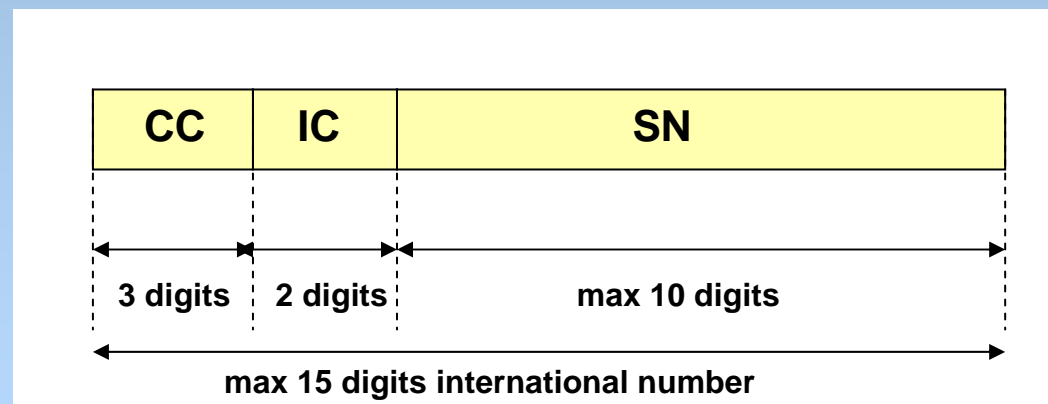 CC IC SN
3 digits 2 digits max 10 digits
max 15 digits international number